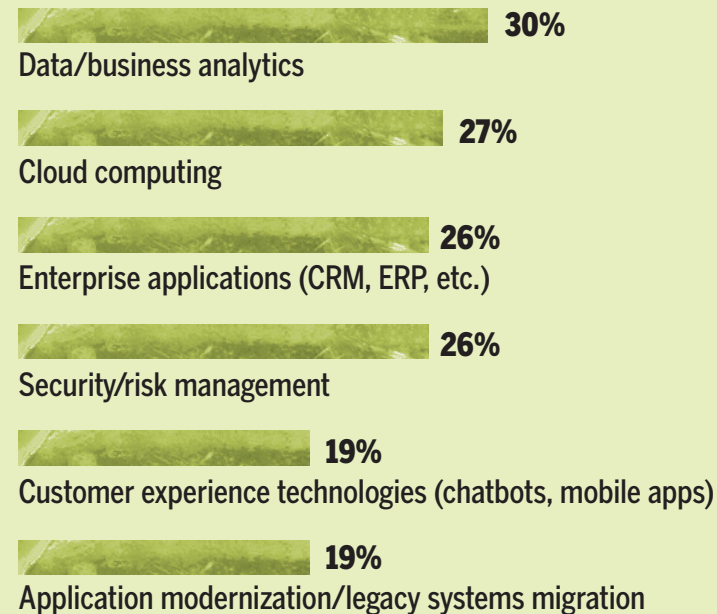 30%
Data/business analytics
27%
Cloud computing
26%
Enterprise applications (CRM, ERP, etc.)
26%
Security/risk management
19%
Customer experience technologies (chatbots, mobile apps)
19%
Application modernization/legacy systems migration